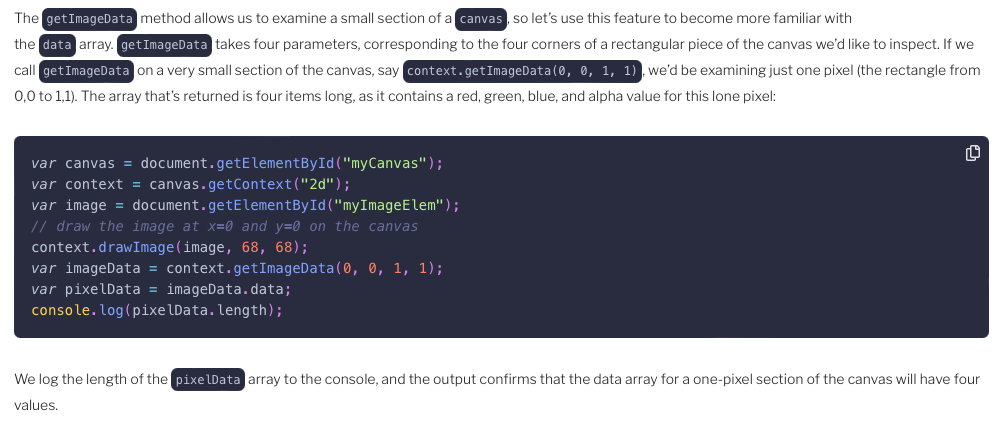 The getImageData method allows us to examine a small section of a canvas, so let’s use this feature to become more familiar with
the data array. getImageData takes four parameters, corresponding to the four corners of a rectangular piece of the canvas we’d like to inspect. If we
call getImageData on a very small section of the canvas, say context.getImageData(0, 0, 1, 1), we’d be examining just one pixel (the rectangle from
0,0 to 1,1). The array that’s returned is four items long, as it contains a red, green, blue, and alpha value for this lone pixel:
var canvas = document.getElementById("myCanvas");
var context = canvas.getContext("2d");
var image = document.getElementById("myImageElem");
// draw the image at x=0 and y=0 on the canvas
context.drawImage(image, 68, 68);
var imageData = context.getImageData(0, 0, 1, 1);
var pixelData = imageData.data;
console.log(pixelData.length);
We log the length of the pixelData array to the console, and the output confirms that the data array for a one-pixel section of the canvas will have four
values.